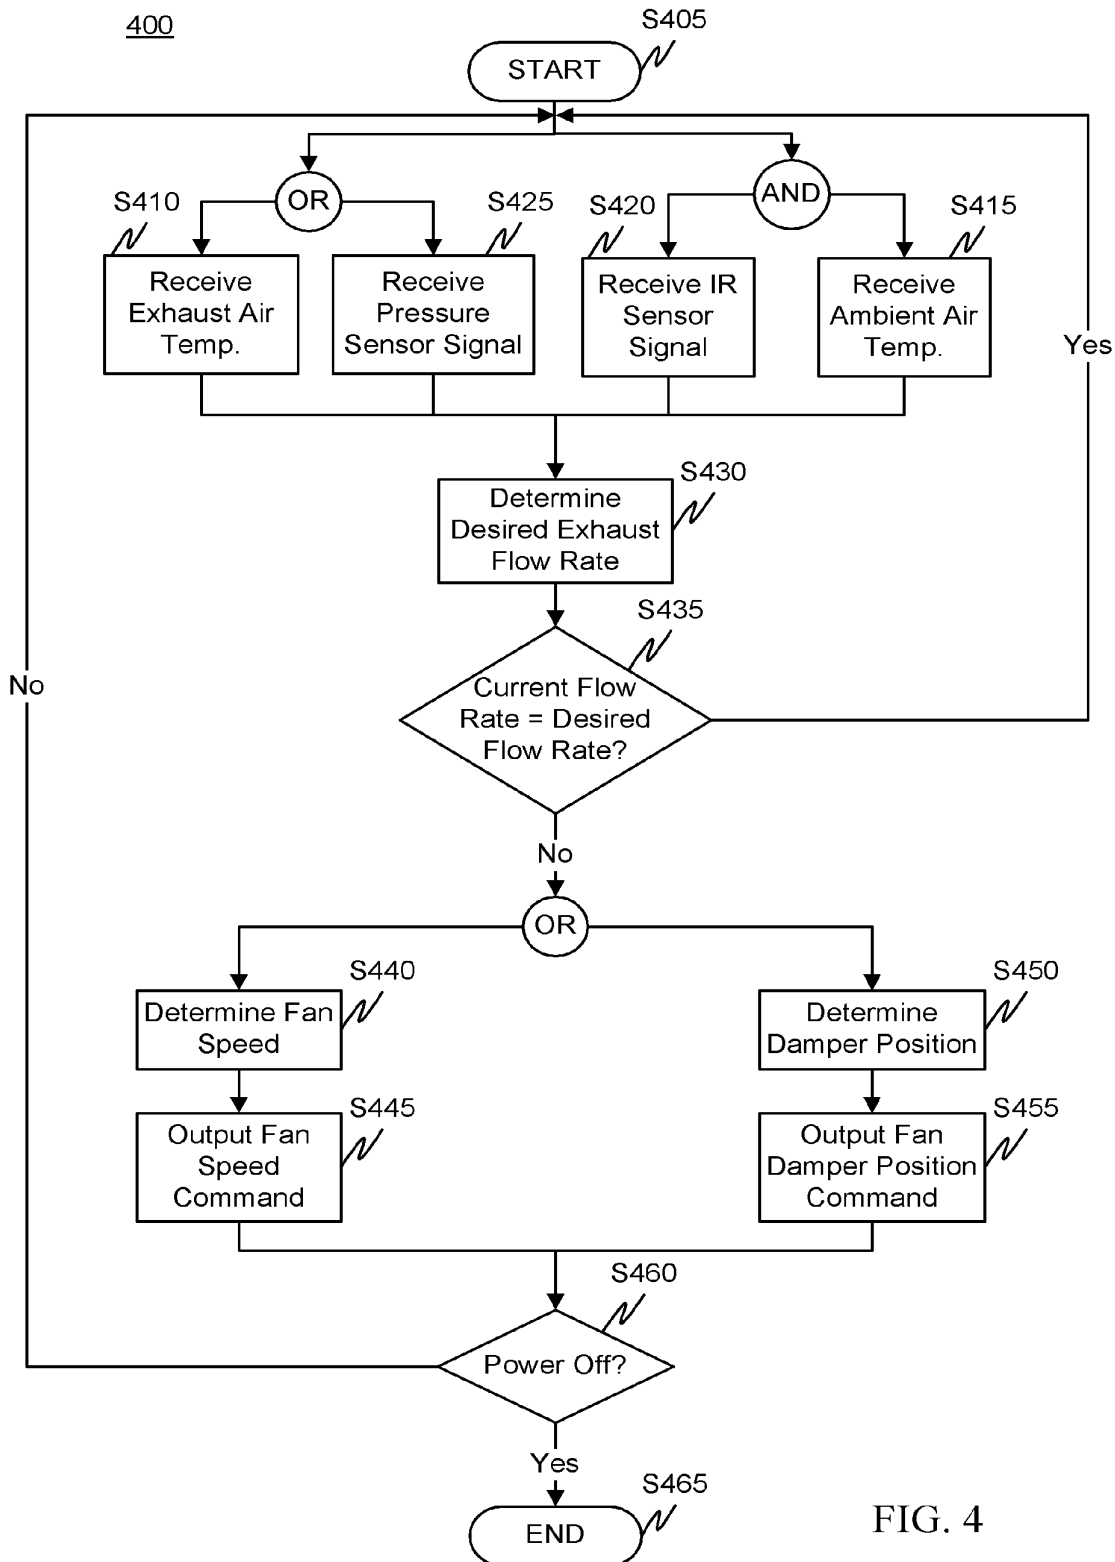 400
S405
START
OR
AND
S410
S425
S420
S415
Receive
Exhaust Air
Temp.
Receive
Pressure
Sensor Signal
Receive IR
Sensor
Signal
Receive
Ambient Air
Temp.
Yes
S430
Determine
Desired Exhaust
Flow Rate
S435
Current Flow
Rate = Desired
Flow Rate?
No
No
OR
S440
Determine Fan
Speed
S450
Determine
Damper Position
S445
Output Fan
Speed
Command
S455
Output Fan
Damper Position
Command
S460
Power Off?
Yes
S465
END
FIG. 4